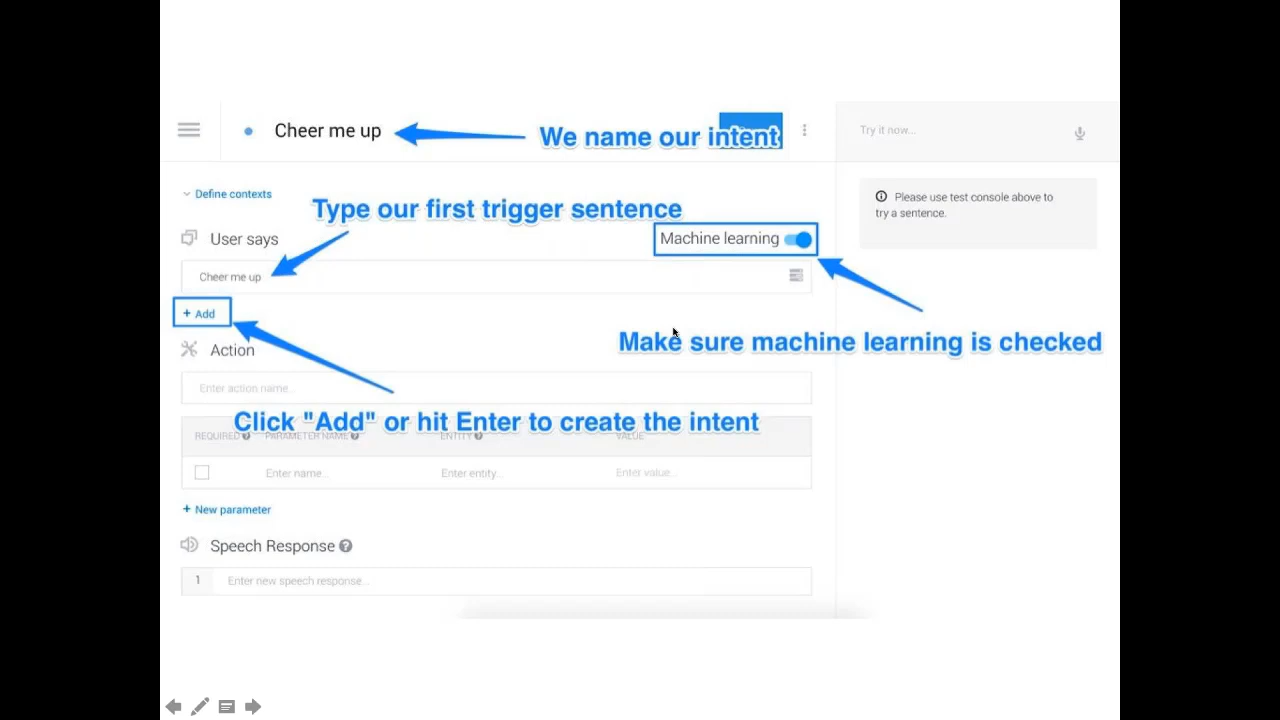 Cheer me up
We name our intent
Try it now...
Define contexts
Type our first trigger sentence
Please use test console above to
try a sentence.
User says
Machine learning
Cheer me up
+ Add
Make sure machine learning is checked
Action
Enter action name...
Click "Add" or hit Enter to create the intent
REQUIRED PARAMETER NAME ENTITY VALUE
Enter name... Enter entity... Enter value...
+ New parameter
Speech Response
1 Enter new speech response...